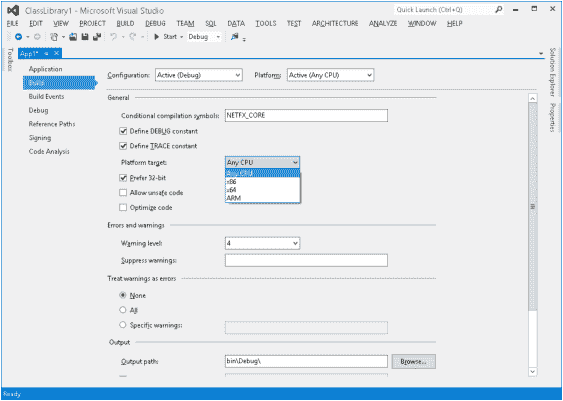 ClassLibrary1 - Microsoft Visual Studio
Quick Launch (Ctrl+Q)
FILE EDIT VIEW PROJECT BUILD DEBUG TEAM SQL DATA TOOLS TEST ARCHITECTURE ANALYZE WINDOW HELP
Start Debug
Toolbox
App1*
Solution Explorer
Properties
Application
Build
Build Events
Debug
Reference Paths
Signing
Code Analysis
Configuration: Active (Debug) Platform: Active (Any CPU)
General
Conditional compilation symbols: NETFX_CORE
Define DEBUG constant
Define TRACE constant
Platform target: Any CPU
Any CPU
x86
x64
ARM
Prefer 32-bit
Allow unsafe code
Optimize code
Errors and warnings
Warning level: 4
Suppress warnings:
Treat warnings as errors
None
All
Specific warnings:
Output
Output path: bin\Debug\ Browse...
Ready